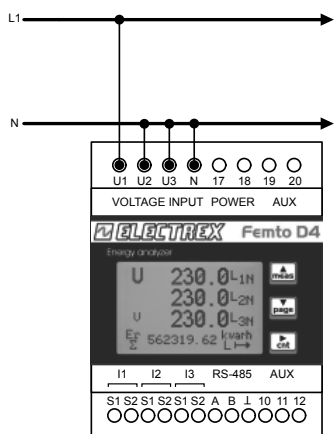 L1
N
U1 U2 U3 N 17 18 19 20
VOLTAGE INPUT POWER AUX
ELECTREX Femto D4
Energy analyzer
U 230.0 L1N
230.0 L2N
U 230.0 L3N
Er Σ 562319.62 kvarh L
meas
page
cnt
I1 I2 I3 RS-485 AUX
S1 S2 S1 S2 S1 S2 A B ⊥ 10 11 12